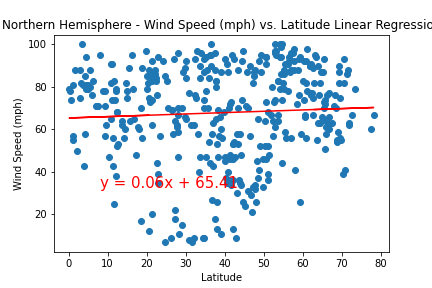 Northern Hemisphere - Wind Speed (mph) vs. Latitude Linear Regressio
100
80
60
40
20
Wind Speed (mph)
y = 0.06x + 65.41
0 10 20 30 40 50 60 70 80
Latitude